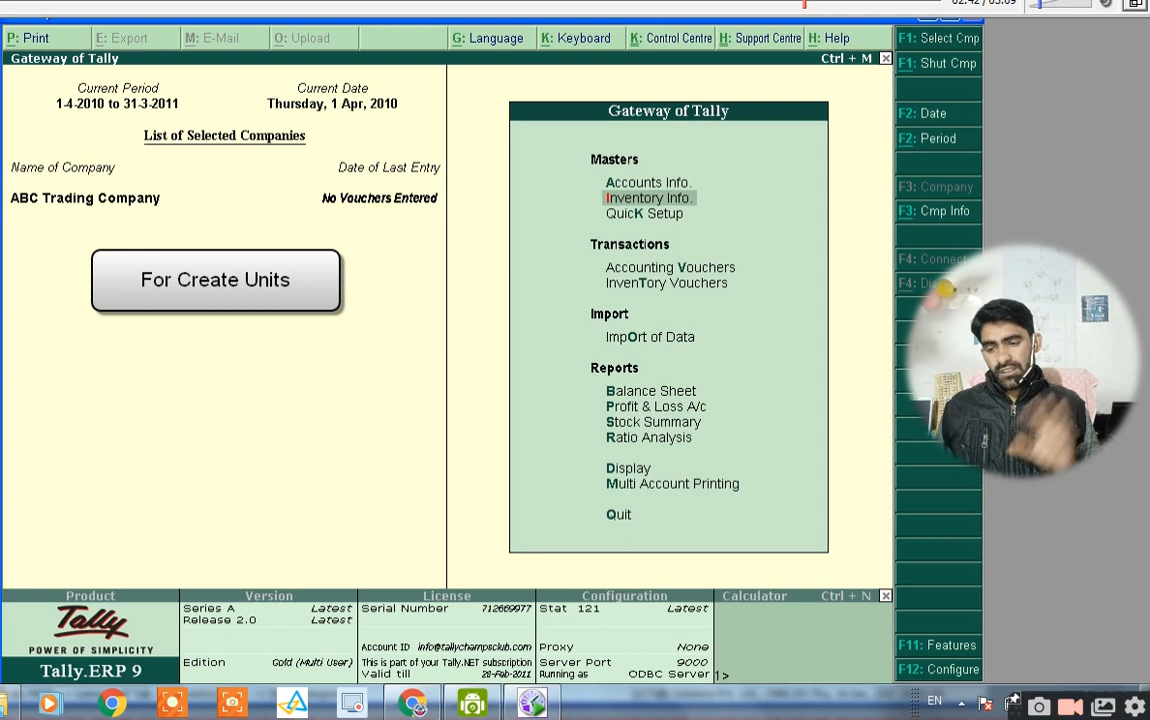 P: Print
E: Export
M: E-Mail
O: Upload
G: Language
K: Keyboard
K: Control Centre
H: Support Centre
H: Help
Gateway of Tally
Ctrl + M
Current Period
1-4-2010 to 31-3-2011
Current Date
Thursday, 1 Apr, 2010
List of Selected Companies
Name of Company
Date of Last Entry
ABC Trading Company
No Vouchers Entered
For Create Units
Gateway of Tally
Masters
Accounts Info.
Inventory Info.
QuicK Setup
Transactions
Accounting Vouchers
InvenTory Vouchers
Import
ImpOrt of Data
Reports
Balance Sheet
Profit & Loss A/c
Stock Summary
Ratio Analysis
Display
Multi Account Printing
Quit
F1: Select Cmp
F1: Shut Cmp
F2: Date
F2: Period
F3: Company
F3: Cmp Info
F4: Connec
F4: Di
F11: Features
F12: Configure
Product
Tally
POWER OF SIMPLICITY
Tally.ERP 9
Version
Series A Latest
Release 2.0 Latest
Edition Gold (Multi User)
License
Serial Number 712669977
Account ID info@tallychampsclub.com
This is part of your Tally.NET subscription
Valid till 28-Feb-2011
Configuration
Stat 121 Latest
Proxy None
Server Port 9000
Running as ODBC Server
Calculator
Ctrl + N
1>
EN